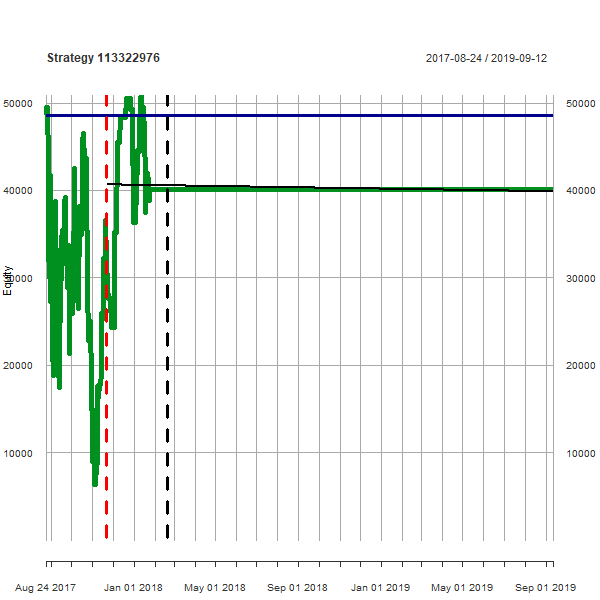 Strategy 113322976
2017-08-24 / 2019-09-12
50000 50000
40000 40000
30000 30000
20000 20000
10000 10000
Equity
Aug 24 2017 Jan 01 2018 May 01 2018 Sep 01 2018 Jan 01 2019 May 01 2019 Sep 01 2019